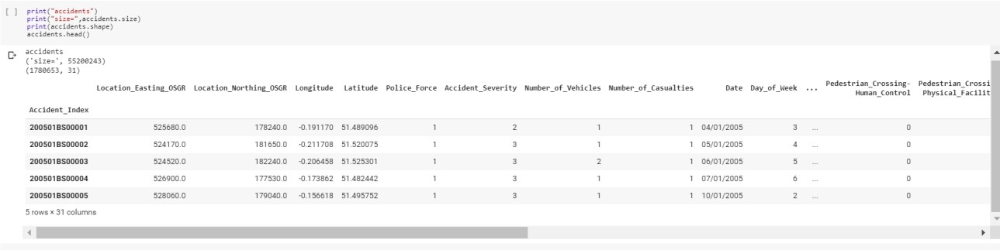 [ ] print("accidents")
print("size=",accidents.size)
print(accidents.shape)
accidents.head()
accidents
('size=', 55200243)
(1780653, 31)
Location_Easting_OSGR Location_Northing_OSGR Longitude Latitude Police_Force Accident_Severity Number_of_Vehicles Number_of_Casualties Date Day_of_Week ... Pedestrian_Crossing-Human_Control Pedestrian_Crossi Physical_Facilit
Accident_Index
200501BS00001 525680.0 178240.0 -0.191170 51.489096 1 2 1 1 04/01/2005 3 ... 0
200501BS00002 524170.0 181650.0 -0.211708 51.520075 1 3 1 1 05/01/2005 4 ... 0
200501BS00003 524520.0 182240.0 -0.206458 51.525301 1 3 2 1 06/01/2005 5 ... 0
200501BS00004 526900.0 177530.0 -0.173862 51.482442 1 3 1 1 07/01/2005 6 ... 0
200501BS00005 528060.0 179040.0 -0.156618 51.495752 1 3 1 1 10/01/2005 2 ... 0
5 rows × 31 columns